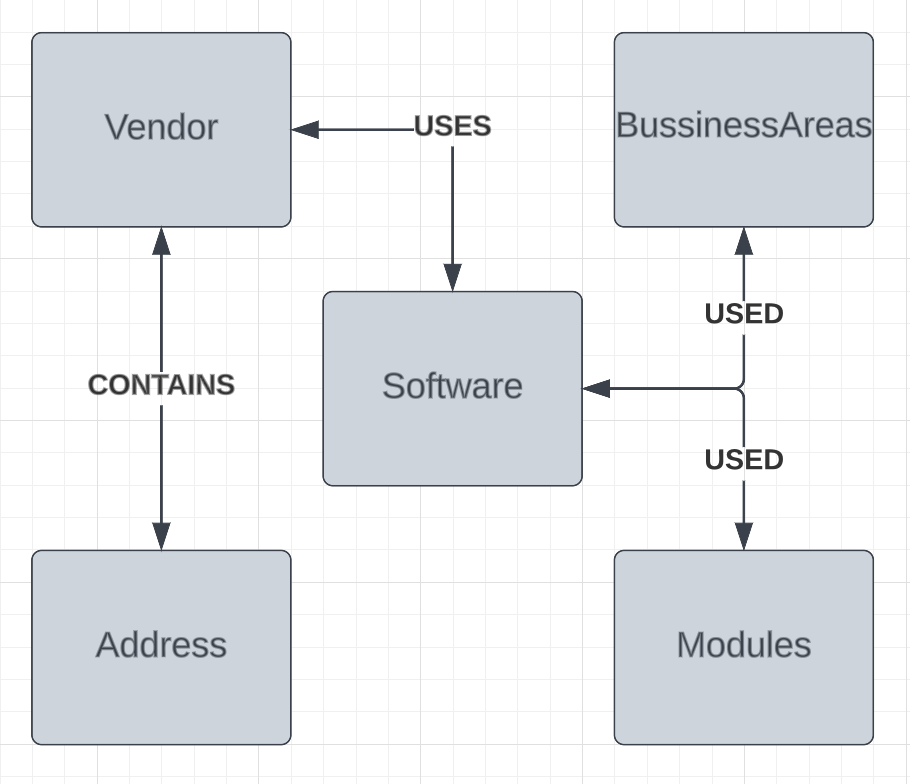 Vendor
USES
BussinessAreas
USED
CONTAINS
Software
USED
Address
Modules